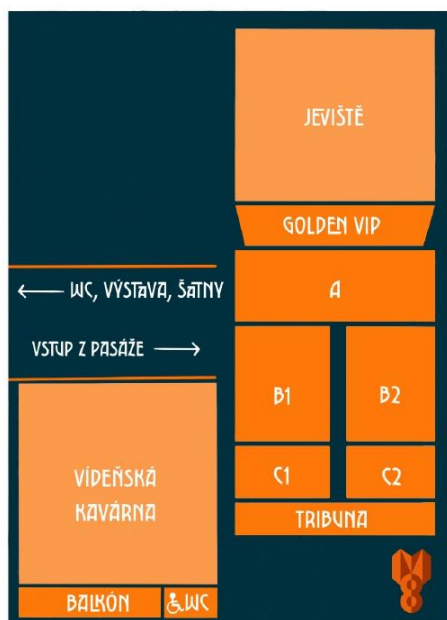 JEVIŠTĚ
GOLDEN VIP
A
WC, VÝSTAVA, ŠATNY
VSTUP Z PASÁŽE
B1
B2
C1
C2
TRIBUNA
VÍDEŇSKÁ
KAVÁRNA
BALKÓN
WC